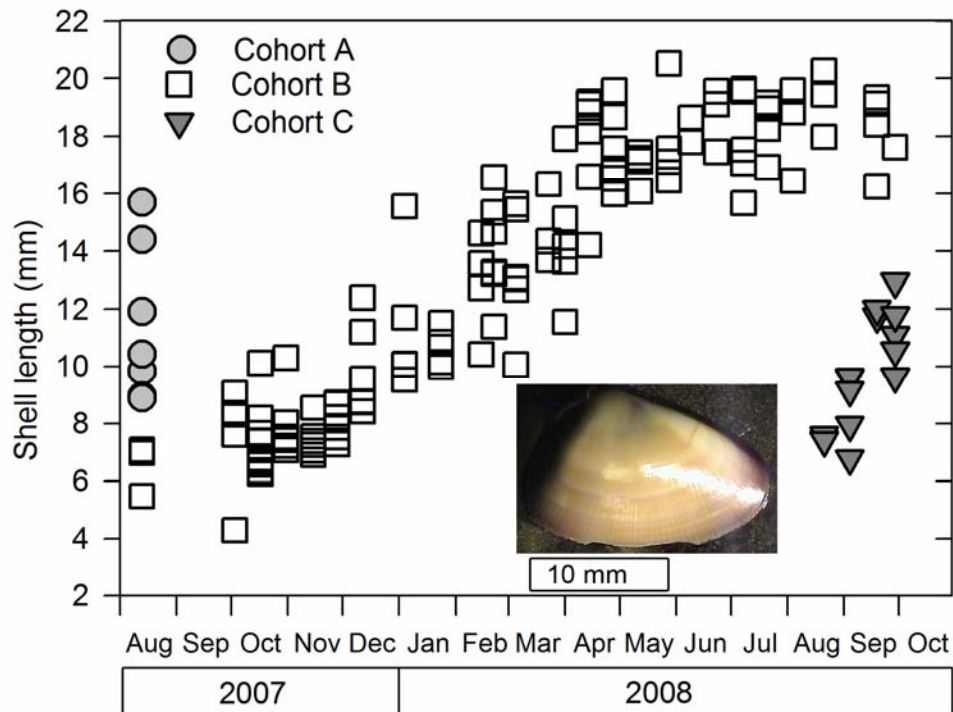 22
20
18
16
14
12
10
8
6
4
2
Shell length (mm)
Cohort A
Cohort B
Cohort C
10 mm
Aug Sep Oct Nov Dec Jan Feb Mar Apr May Jun Jul Aug Sep Oct
2007 2008